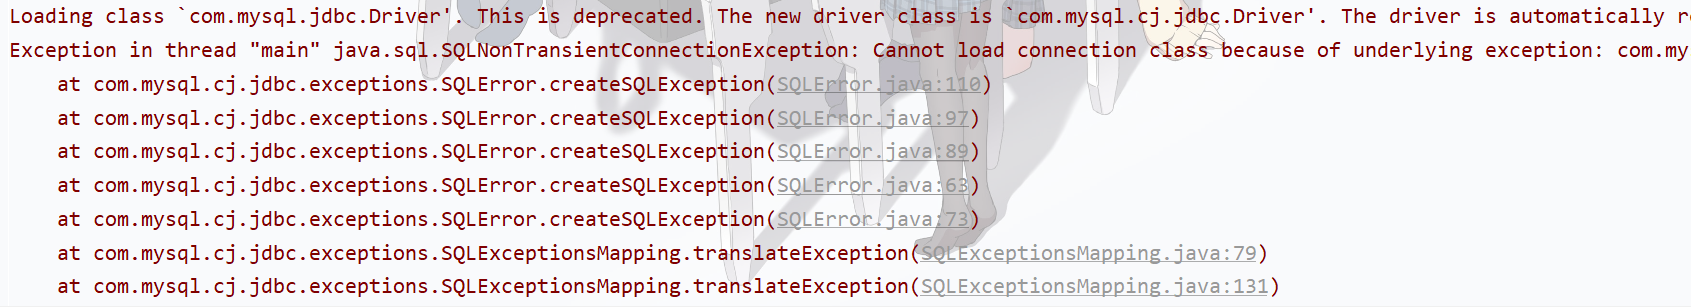 Loading class `com.mysql.jdbc.Driver'. This is deprecated. The new driver class is `com.mysql.cj.jdbc.Driver'. The driver is automatically
Exception in thread "main" java.sql.SQLNonTransientConnectionException: Cannot load connection class because of underlying exception: com.my
    at com.mysql.cj.jdbc.exceptions.SQLError.createSQLException(SQLError.java:110)
    at com.mysql.cj.jdbc.exceptions.SQLError.createSQLException(SQLError.java:97)
    at com.mysql.cj.jdbc.exceptions.SQLError.createSQLException(SQLError.java:89)
    at com.mysql.cj.jdbc.exceptions.SQLError.createSQLException(SQLError.java:63)
    at com.mysql.cj.jdbc.exceptions.SQLError.createSQLException(SQLError.java:73)
    at com.mysql.cj.jdbc.exceptions.SQLExceptionsMapping.translateException(SQLExceptionsMapping.java:79)
    at com.mysql.cj.jdbc.exceptions.SQLExceptionsMapping.translateException(SQLExceptionsMapping.java:131)